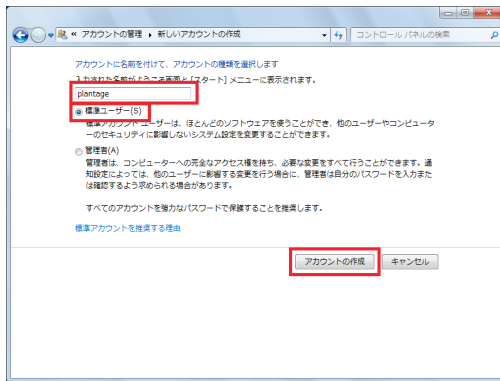 « アカウントの管理 ▸ 新しいアカウントの作成
コントロール パネルの検索
アカウントに名前を付けて、アカウントの種類を選択します
入力された名前がようこそ画面と [スタート] メニューに表示されます。
plantage
標準ユーザー(S)
標準アカウント ユーザーは、ほとんどのソフトウェアを使うことができ、他のユーザーやコンピュータ
ーのセキュリティに影響しないシステム設定を変更することができます。
管理者(A)
管理者は、コンピューターへの完全なアクセス権を持ち、必要な変更をすべて行うことができます。通
知設定によっては、他のユーザーに影響する変更を行う場合に、管理者は自分のパスワードを入力また
は確認するよう求められる場合があります。
すべてのアカウントを強力なパスワードで保護することを推奨します。
標準アカウントを推奨する理由
アカウントの作成
キャンセル